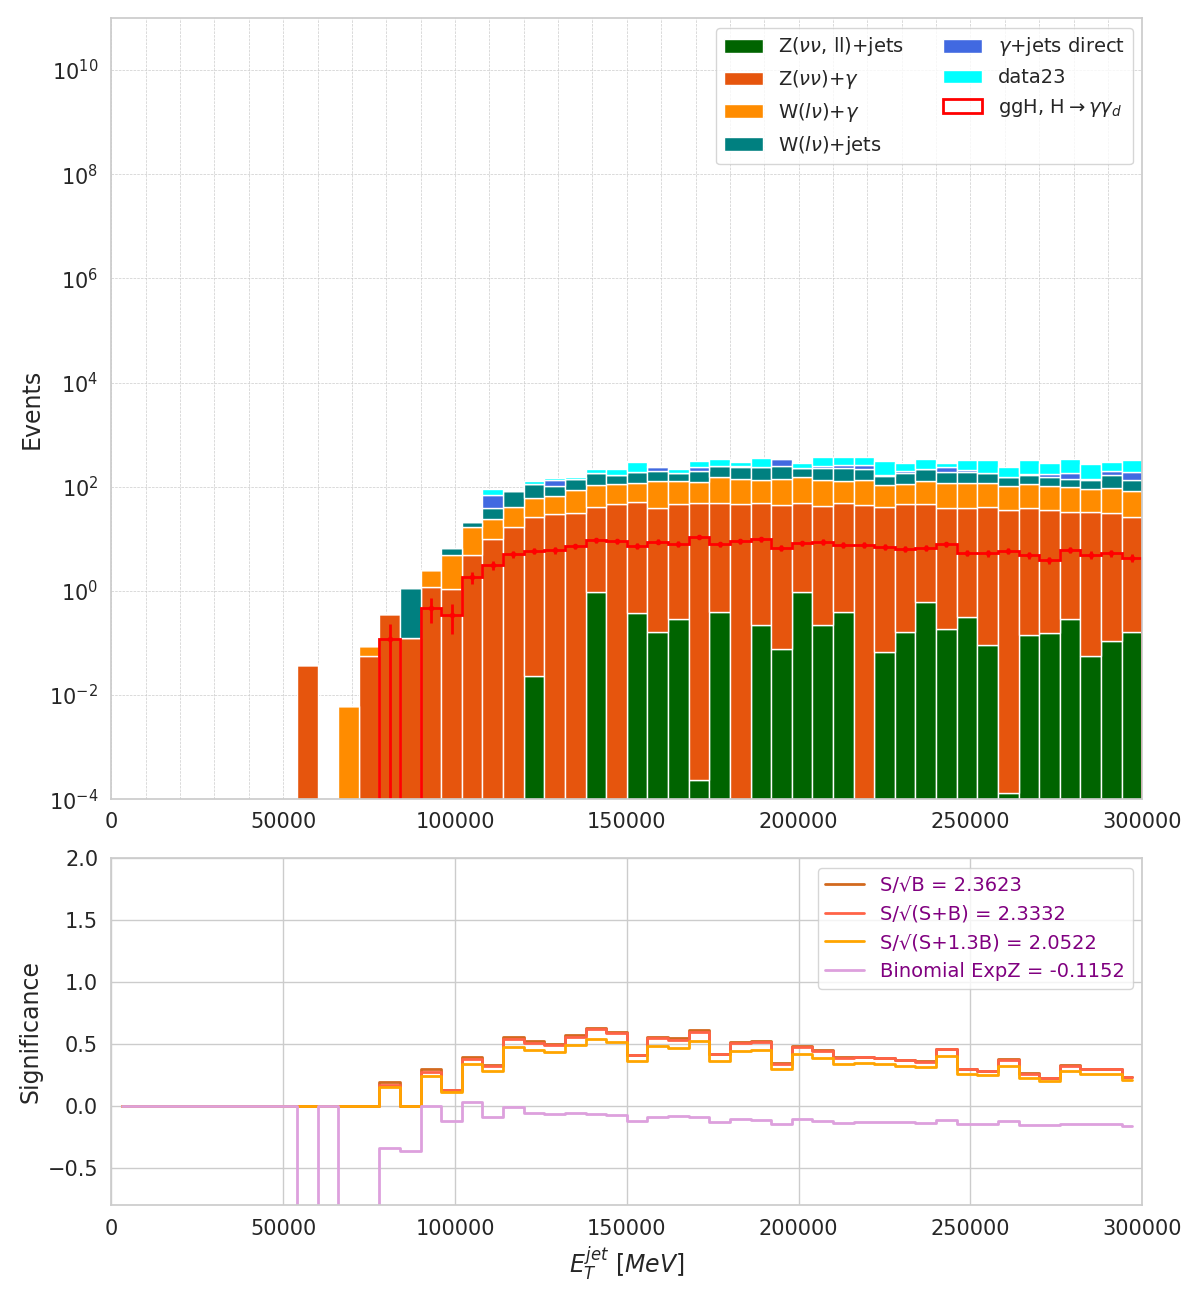 Z(νν, ll)+jets
Z(νν)+γ
W(lν)+γ
W(lν)+jets
γ+jets direct
data23
ggH, H→γγ_d
Events
10^10
10^8
10^6
10^4
10^2
10^0
10^−2
10^−4
0 50000 100000 150000 200000 250000 300000
S/√B = 2.3623
S/√(S+B) = 2.3332
S/√(S+1.3B) = 2.0522
Binomial ExpZ = -0.1152
Significance
2.0
1.5
1.0
0.5
0.0
−0.5
0 50000 100000 150000 200000 250000 300000
E_T^jet [MeV]